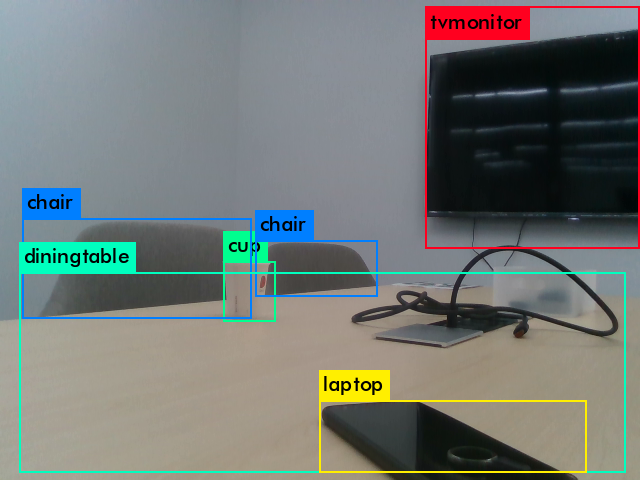 tvmonitor
chair
chair
cup
diningtable
laptop